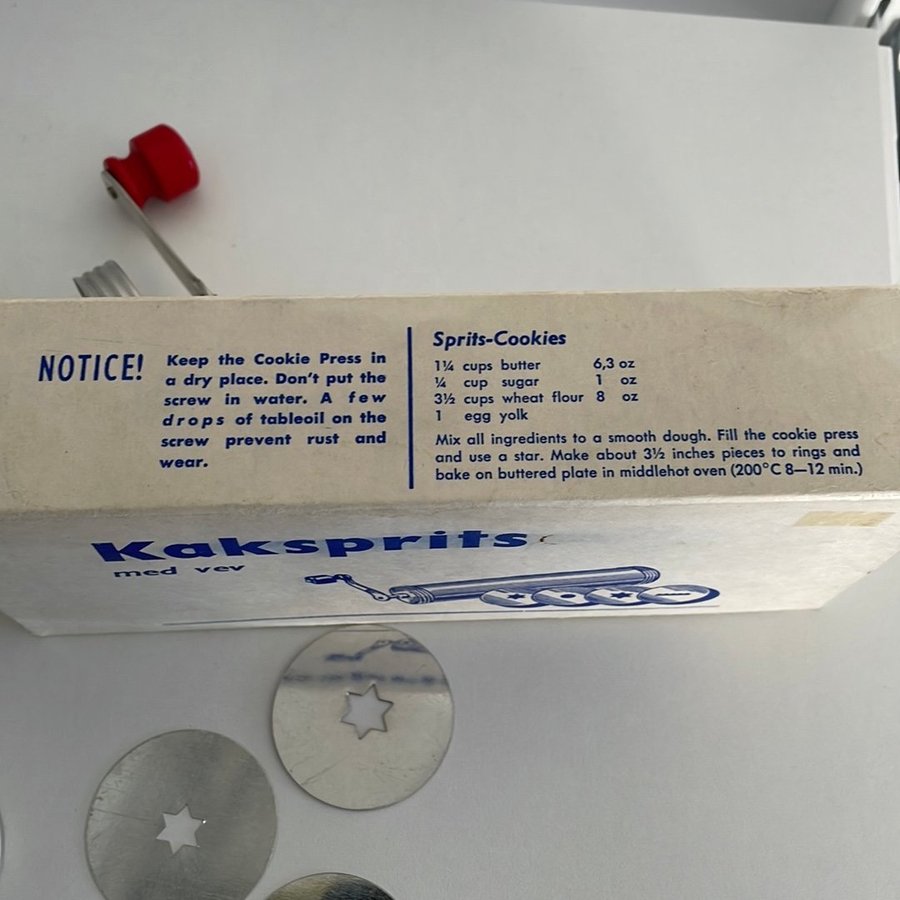 NOTICE!
Keep the Cookie Press in
a dry place. Don't put the
screw in water. A few
drops of tableoil on the
screw prevent rust and
wear.
Sprits-Cookies
1¼ cups butter 6,3 oz
¼ cup sugar 1 oz
3½ cups wheat flour 8 oz
1 egg yolk
Mix all ingredients to a smooth dough. Fill the cookie press
and use a star. Make about 3½ inches pieces to rings and
bake on buttered plate in middlehot oven (200°C 8—12 min.)
Kaksprits
med vev